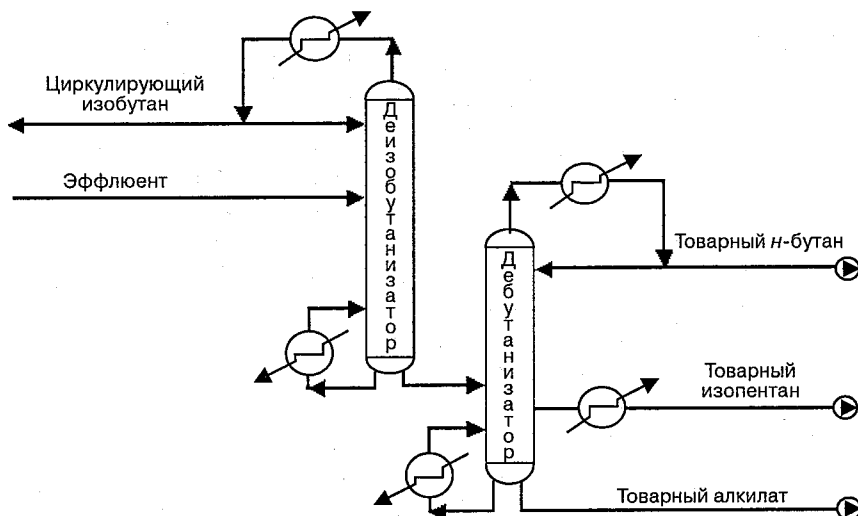 Циркулирующий
изобутан
Эффлюент
Деизобутанизатор
Дебутанизатор
Товарный н-бутан
Товарный
изопентан
Товарный алкилат